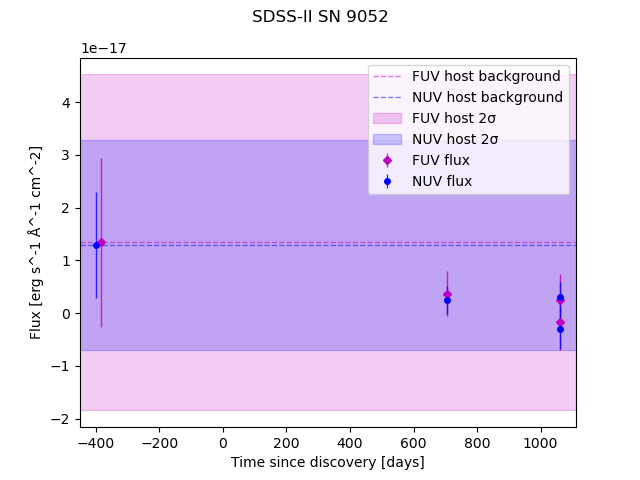 SDSS-II SN 9052
1e−17
FUV host background
NUV host background
FUV host 2σ
NUV host 2σ
FUV flux
NUV flux
4
3
2
1
0
−1
−2
Flux [erg s^-1 Å^-1 cm^-2]
−400
−200
0
200
400
600
800
1000
Time since discovery [days]